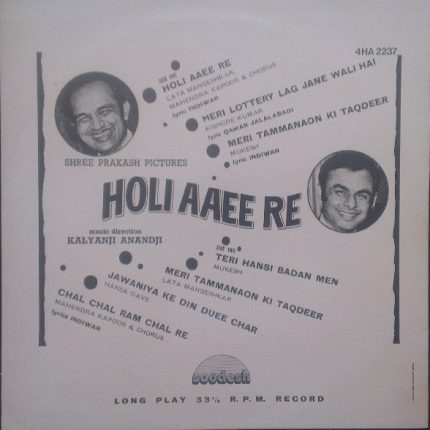 4HA 2237
SIDE ONE
HOLI AAEE RE
LATA MANGESHKAR,
MAHENDRA KAPOOR & CHORUS
lyric INDIWAR
MERI LOTTERY LAG JANE WALI HAI
KISHORE KUMAR
lyric QAMAR JALALABADI
MERI TAMMANAON KI TAQDEER
MUKESH
lyric INDIWAR
SHREE PRAKASH PICTURES
HOLI AAEE RE
music direction
KALYANJI ANANDJI
SIDE TWO
TERI HANSI BADAN MEN
MUKESH
MERI TAMMANAON KI TAQDEER
LATA MANGESHKAR
JAWANIYA KE DIN DUEE CHAR
HANSA DAVE
CHAL CHAL RAM CHAL RE
MAHENDRA KAPOOR & CHORUS
lyrics INDIWAR
soodesh
LONG PLAY 33⅓ R.P.M. RECORD